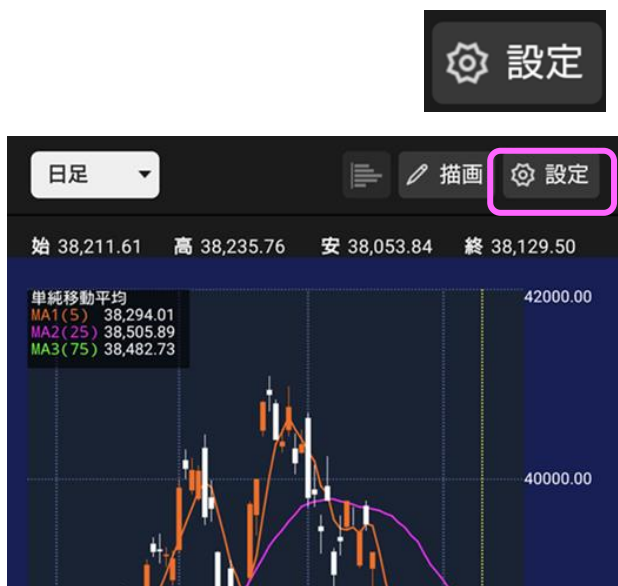 設定
日足 描画 設定
始 38,211.61 高 38,235.76 安 38,053.84 終 38,129.50
単純移動平均
MA1(5) 38,294.01
MA2(25) 38,505.89
MA3(75) 38,482.73
42000.00
40000.00